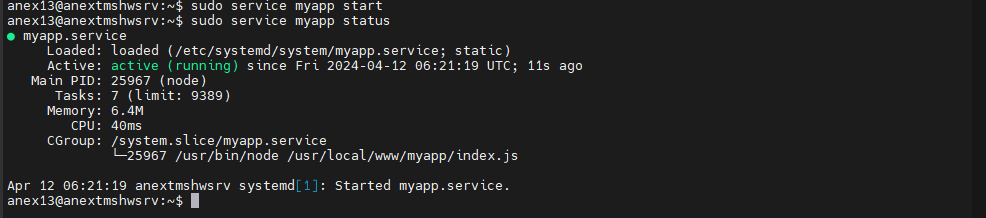 anex13@anextmshwsrv:~$ sudo service myapp start
anex13@anextmshwsrv:~$ sudo service myapp status
● myapp.service
     Loaded: loaded (/etc/systemd/system/myapp.service; static)
     Active: active (running) since Fri 2024-04-12 06:21:19 UTC; 11s ago
   Main PID: 25967 (node)
      Tasks: 7 (limit: 9389)
     Memory: 6.4M
        CPU: 40ms
     CGroup: /system.slice/myapp.service
             └─25967 /usr/bin/node /usr/local/www/myapp/index.js
Apr 12 06:21:19 anextmshwsrv systemd[1]: Started myapp.service.
anex13@anextmshwsrv:~$